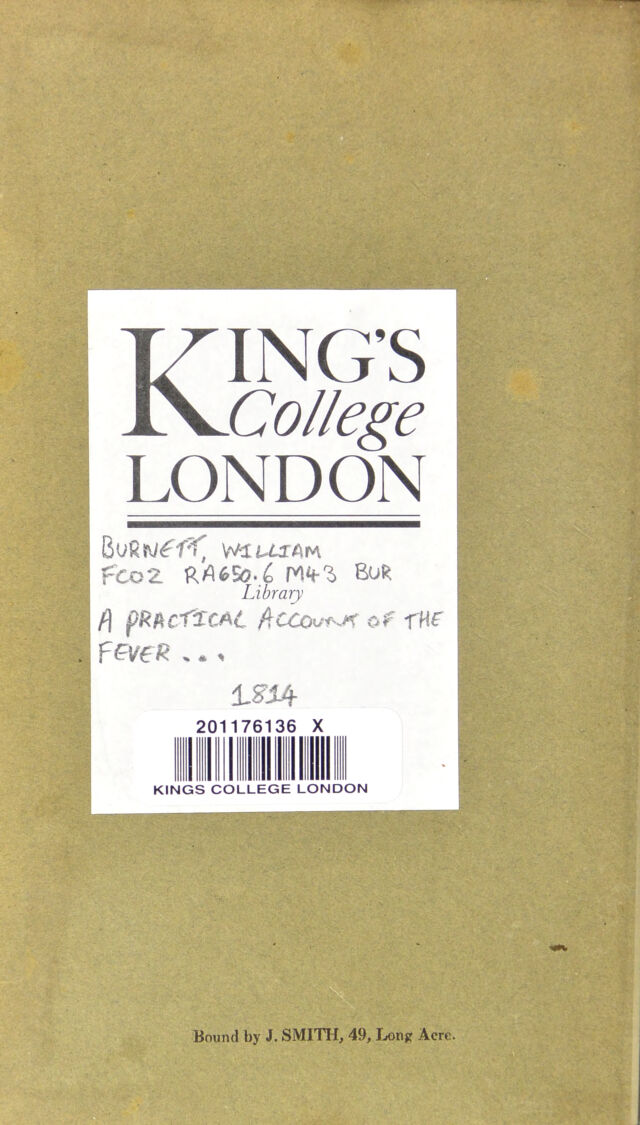 KING'S
College
LONDON
BURNETT, WILLIAM
FCO2 RA650.6 M43 BUR
Library
A PRACTICAL ACCOUNT OF THE
FEVER ...
1814
201176136 X
KINGS COLLEGE LONDON
Bound by J. SMITH, 49, Long Acre.